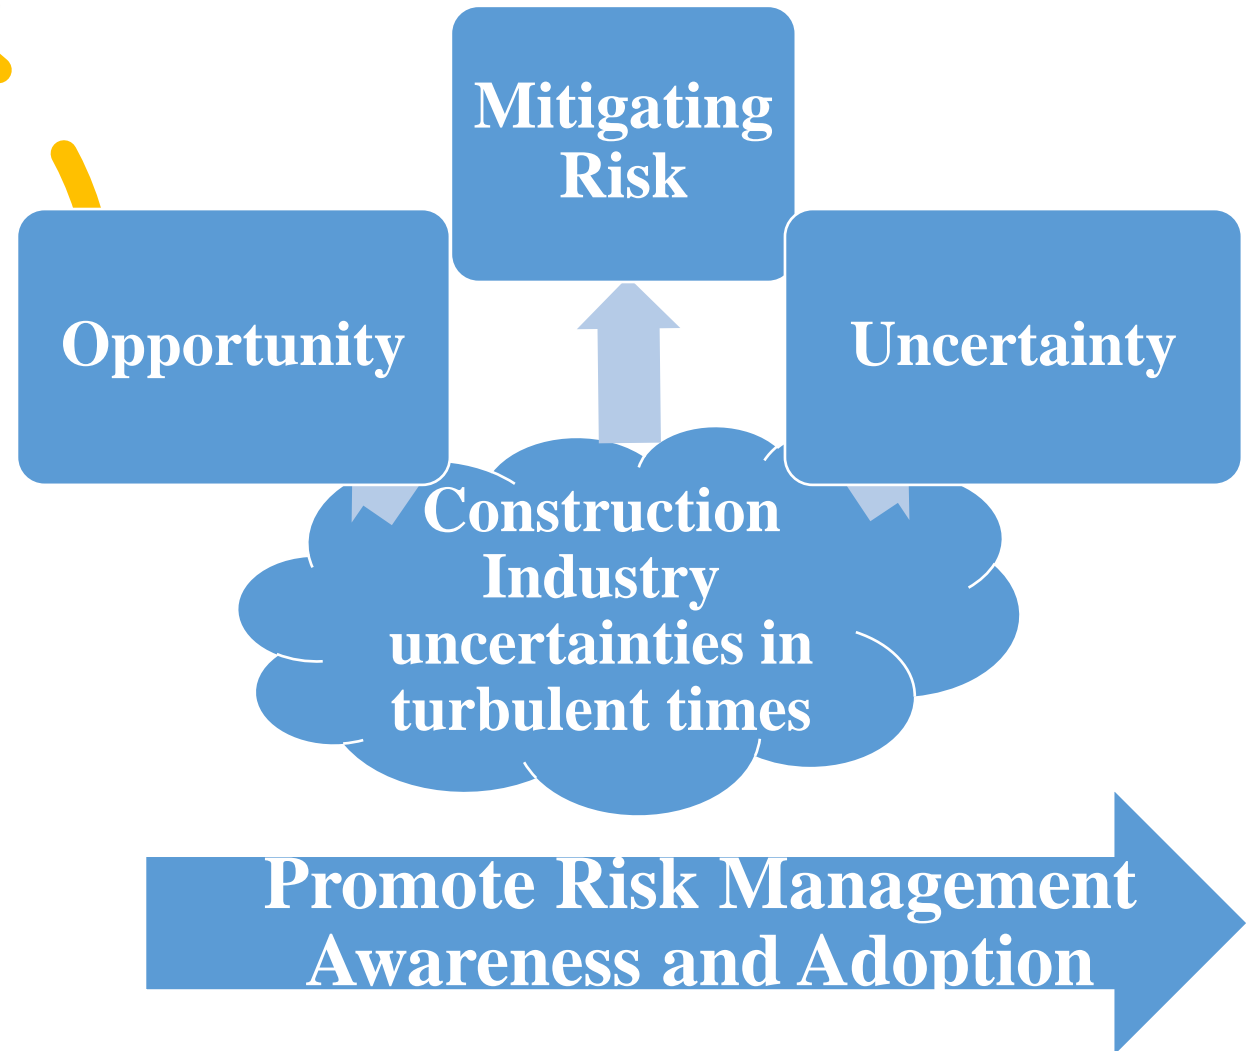 Mitigating
Risk
Opportunity
Uncertainty
Construction
Industry
uncertainties in
turbulent times
Promote Risk Management
Awareness and Adoption